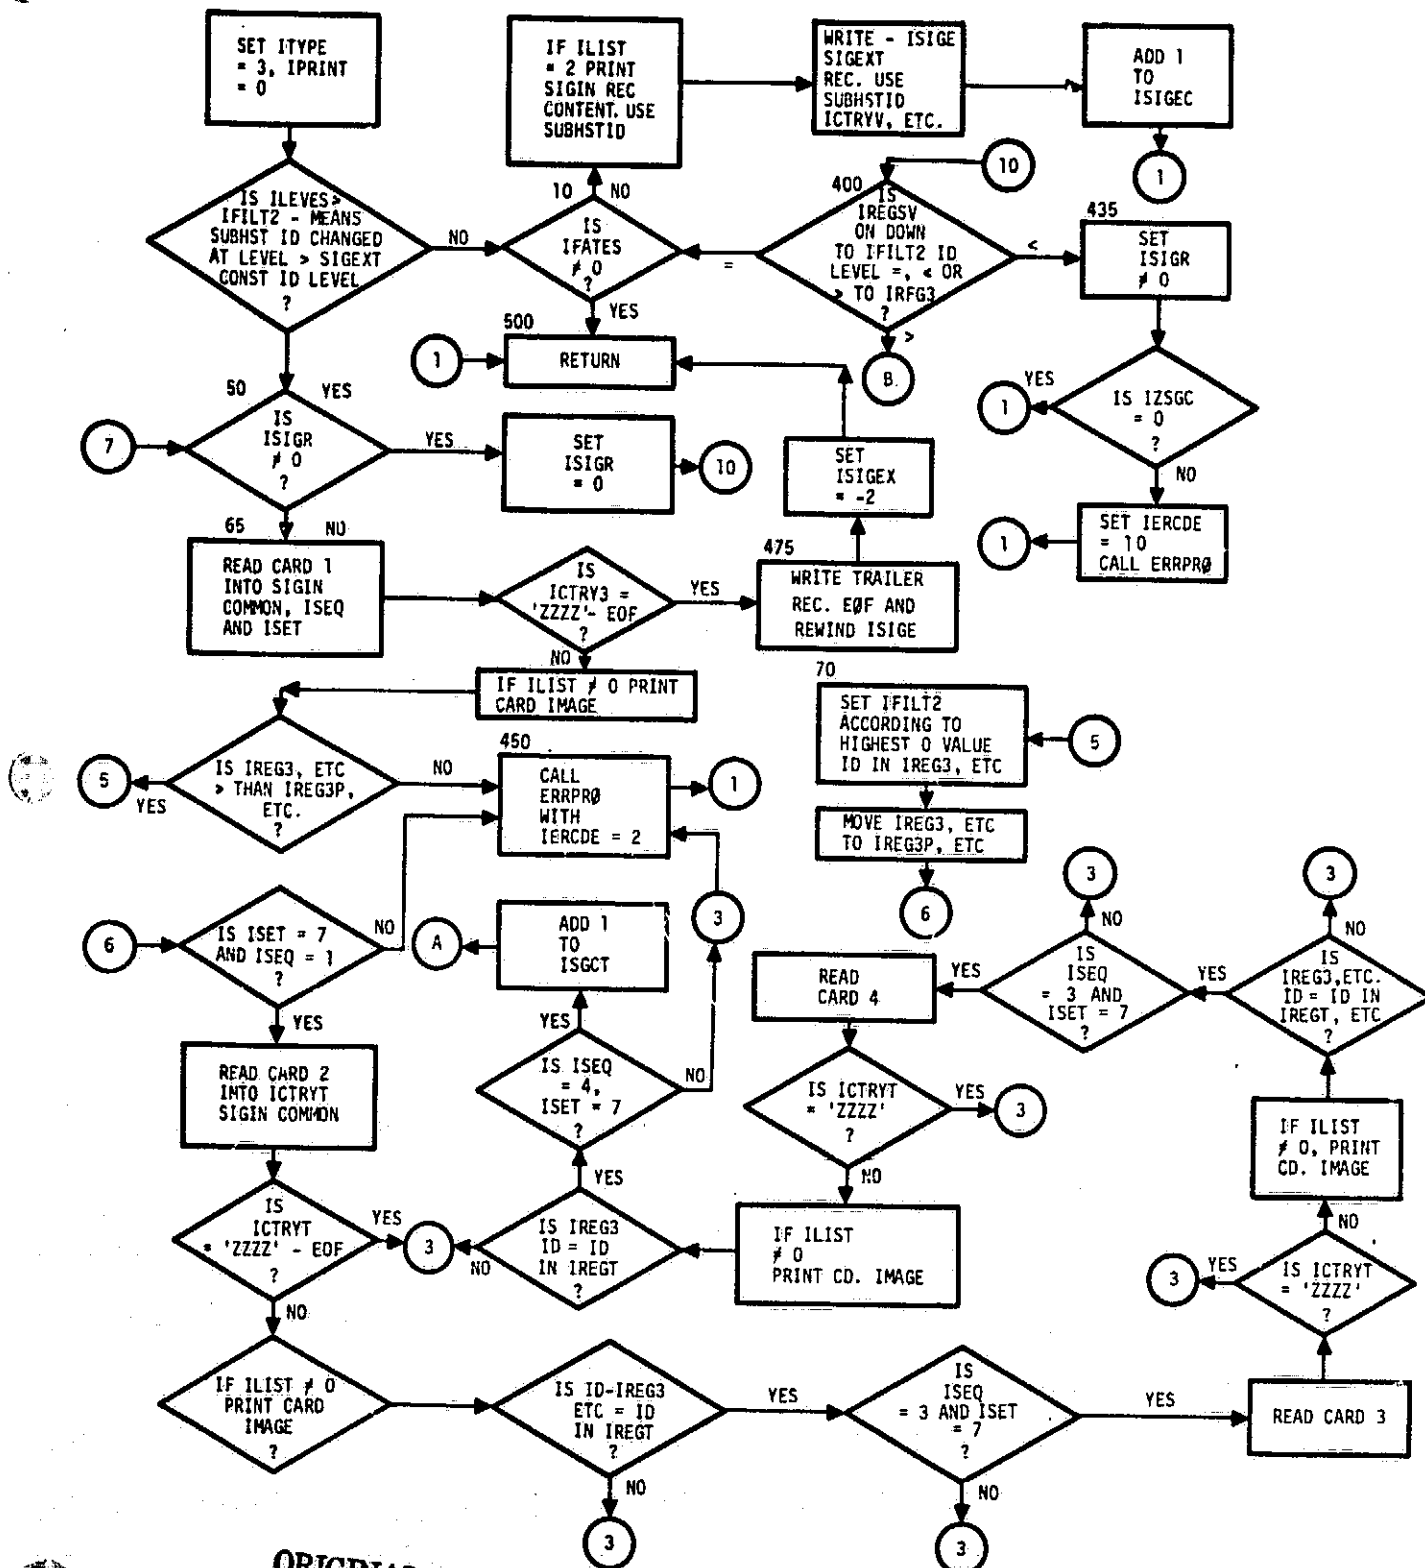 SET ITYPE
= 3, IPRINT
= 0
IF ILIST
= 2 PRINT
SIGIN REC
CONTENT. USE
SUBHSTID
WRITE - ISIGE
SIGEXT
REC. USE
SUBHSTID
ICTRYV, ETC.
ADD 1
TO
ISIGEC
1
IS ILEVES>
IFILT2 - MEANS
SUBHST ID CHANGED
AT LEVEL > SIGEXT
CONST ID LEVEL
?
NO
YES
10
NO
IS
IFATES
≠ 0
?
YES
10
400
IS
IREGSV
ON DOWN
TO IFILT2 ID
LEVEL =, < OR
> TO IRFG3
?
=
<
>
B
435
SET
ISIGR
≠ 0
500
RETURN
1
IS IZSGC
= 0
?
YES
1
NO
SET IERCDE
= 10
CALL ERRPRØ
1
50
IS
ISIGR
≠ 0
?
7
YES
SET
ISIGR
= 0
10
SET
ISIGEX
= -2
65
NO
READ CARD 1
INTO SIGIN
COMMON, ISEQ
AND ISET
IS
ICTRY3 =
'ZZZZ'- EOF
?
YES
475
WRITE TRAILER
REC. EØF AND
REWIND ISIGE
NO
IF ILIST ≠ 0 PRINT
CARD IMAGE
5
YES
IS IREG3, ETC
> THAN IREG3P,
ETC.
?
NO
450
CALL
ERRPRØ
WITH
IERCDE = 2
1
70
SET IFILT2
ACCORDING TO
HIGHEST 0 VALUE
ID IN IREG3, ETC
5
MOVE IREG3, ETC
TO IREG3P, ETC
6
6
IS ISET = 7
AND ISEQ = 1
?
NO
YES
A
ADD 1
TO
ISGCT
3
YES
IS ISEQ
= 4,
ISET = 7
?
NO
READ
CARD 4
YES
3
NO
IS
ISEQ
= 3 AND
ISET = 7
?
YES
3
NO
IS
IREG3,ETC.
ID = ID IN
IREGT, ETC
?
READ CARD 2
INTO ICTRYT
SIGIN COMMON
IS ICTRYT
= 'ZZZZ'
?
YES
3
NO
IF ILIST
≠ 0, PRINT
CD. IMAGE
IS
ICTRYT
= 'ZZZZ' - EOF
?
YES
3
NO
YES
IS IREG3
ID = ID
IN IREGT
?
NO
IF ILIST
≠ 0
PRINT CD. IMAGE
3
YES
IS ICTRYT
= 'ZZZZ'
?
NO
IF ILIST ≠ 0
PRINT CARD
IMAGE
?
IS ID-IREG3
ETC = ID
IN IREGT
?
YES
NO
3
IS
ISEQ
= 3 AND ISET
= 7
?
YES
NO
3
READ CARD 3